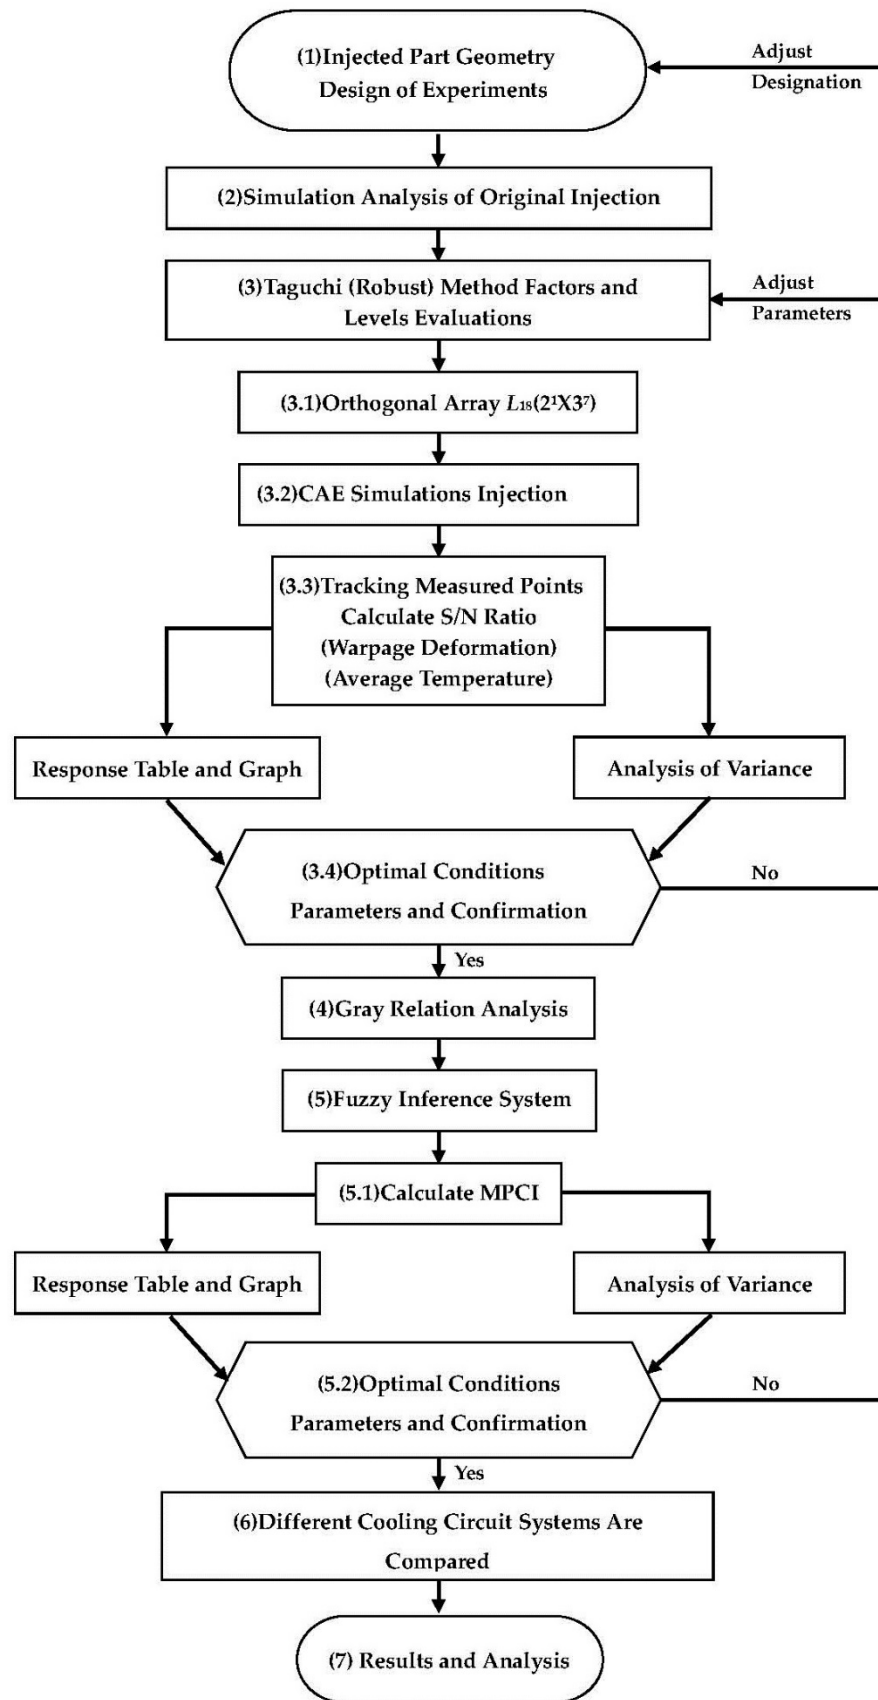 (1)Injected Part Geometry
Design of Experiments
Adjust
Designation
(2)Simulation Analysis of Original Injection
(3)Taguchi (Robust) Method Factors and
Levels Evaluations
Adjust
Parameters
(3.1)Orthogonal Array L₁₈(2¹X3⁷)
(3.2)CAE Simulations Injection
(3.3)Tracking Measured Points
Calculate S/N Ratio
(Warpage Deformation)
(Average Temperature)
Response Table and Graph
Analysis of Variance
(3.4)Optimal Conditions
Parameters and Confirmation
No
Yes
(4)Gray Relation Analysis
(5)Fuzzy Inference System
(5.1)Calculate MPCI
Response Table and Graph
Analysis of Variance
(5.2)Optimal Conditions
Parameters and Confirmation
No
Yes
(6)Different Cooling Circuit Systems Are
Compared
(7) Results and Analysis